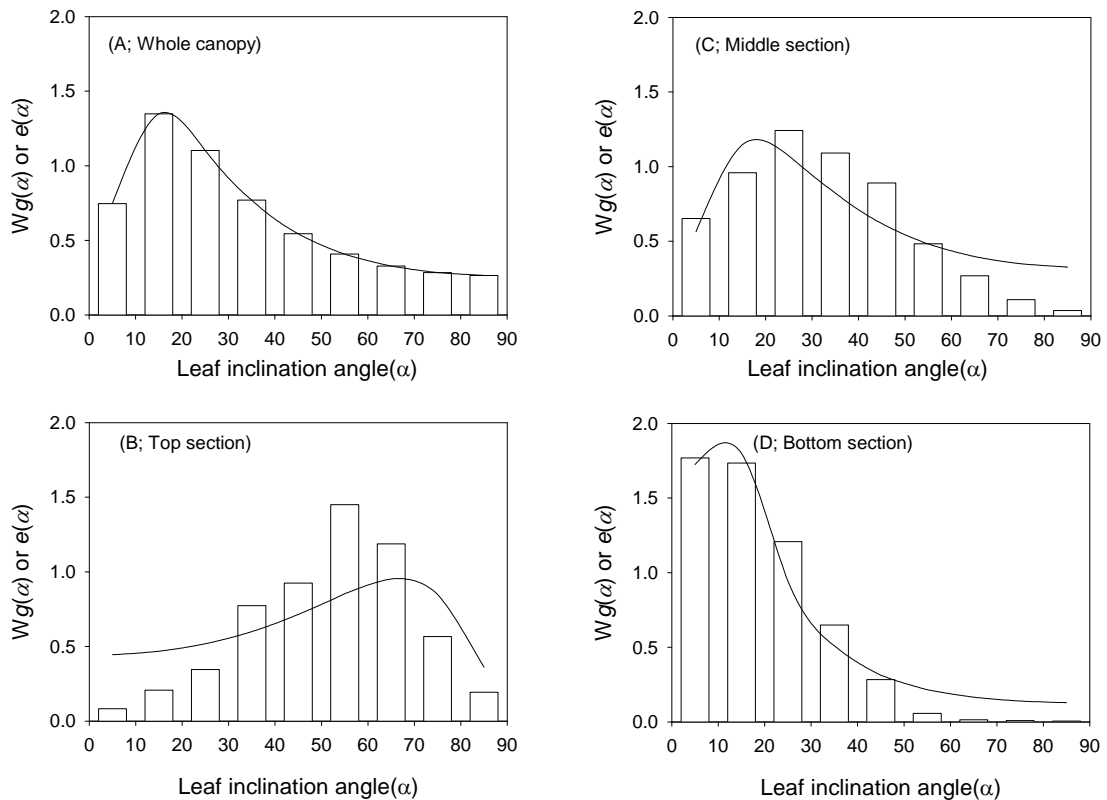 (A; Whole canopy)
Wg(α) or e(α)
2.0
1.5
1.0
0.5
0.0
0 10 20 30 40 50 60 70 80 90
Leaf inclination angle(α)
(C; Middle section)
Wg(α) or e(α)
2.0
1.5
1.0
0.5
0.0
0 10 20 30 40 50 60 70 80 90
Leaf inclination angle(α)
(B; Top section)
Wg(α) or e(α)
2.0
1.5
1.0
0.5
0.0
0 10 20 30 40 50 60 70 80 90
Leaf inclination angle(α)
(D; Bottom section)
Wg(α) or e(α)
2.0
1.5
1.0
0.5
0.0
0 10 20 30 40 50 60 70 80 90
Leaf inclination angle(α)